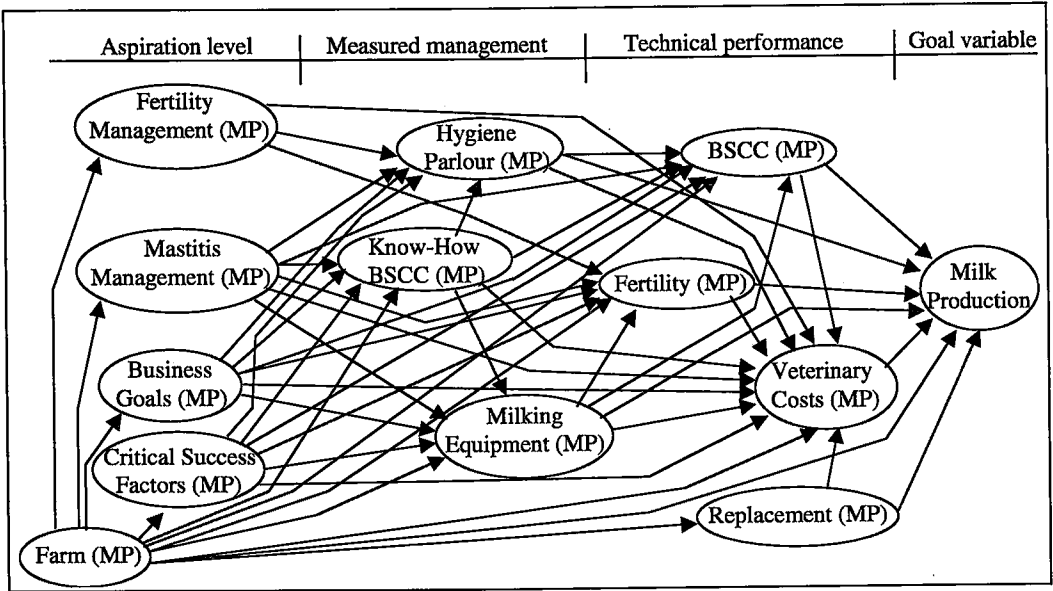 Aspiration level
Measured management
Technical performance
Goal variable
Fertility
Management (MP)
Hygiene
Parlour (MP)
BSCC (MP)
Mastitis
Management (MP)
Know-How
BSCC (MP)
Fertility (MP)
Milk
Production
Business
Goals (MP)
Veterinary
Costs (MP)
Milking
Equipment (MP)
Critical Success
Factors (MP)
Replacement (MP)
Farm (MP)